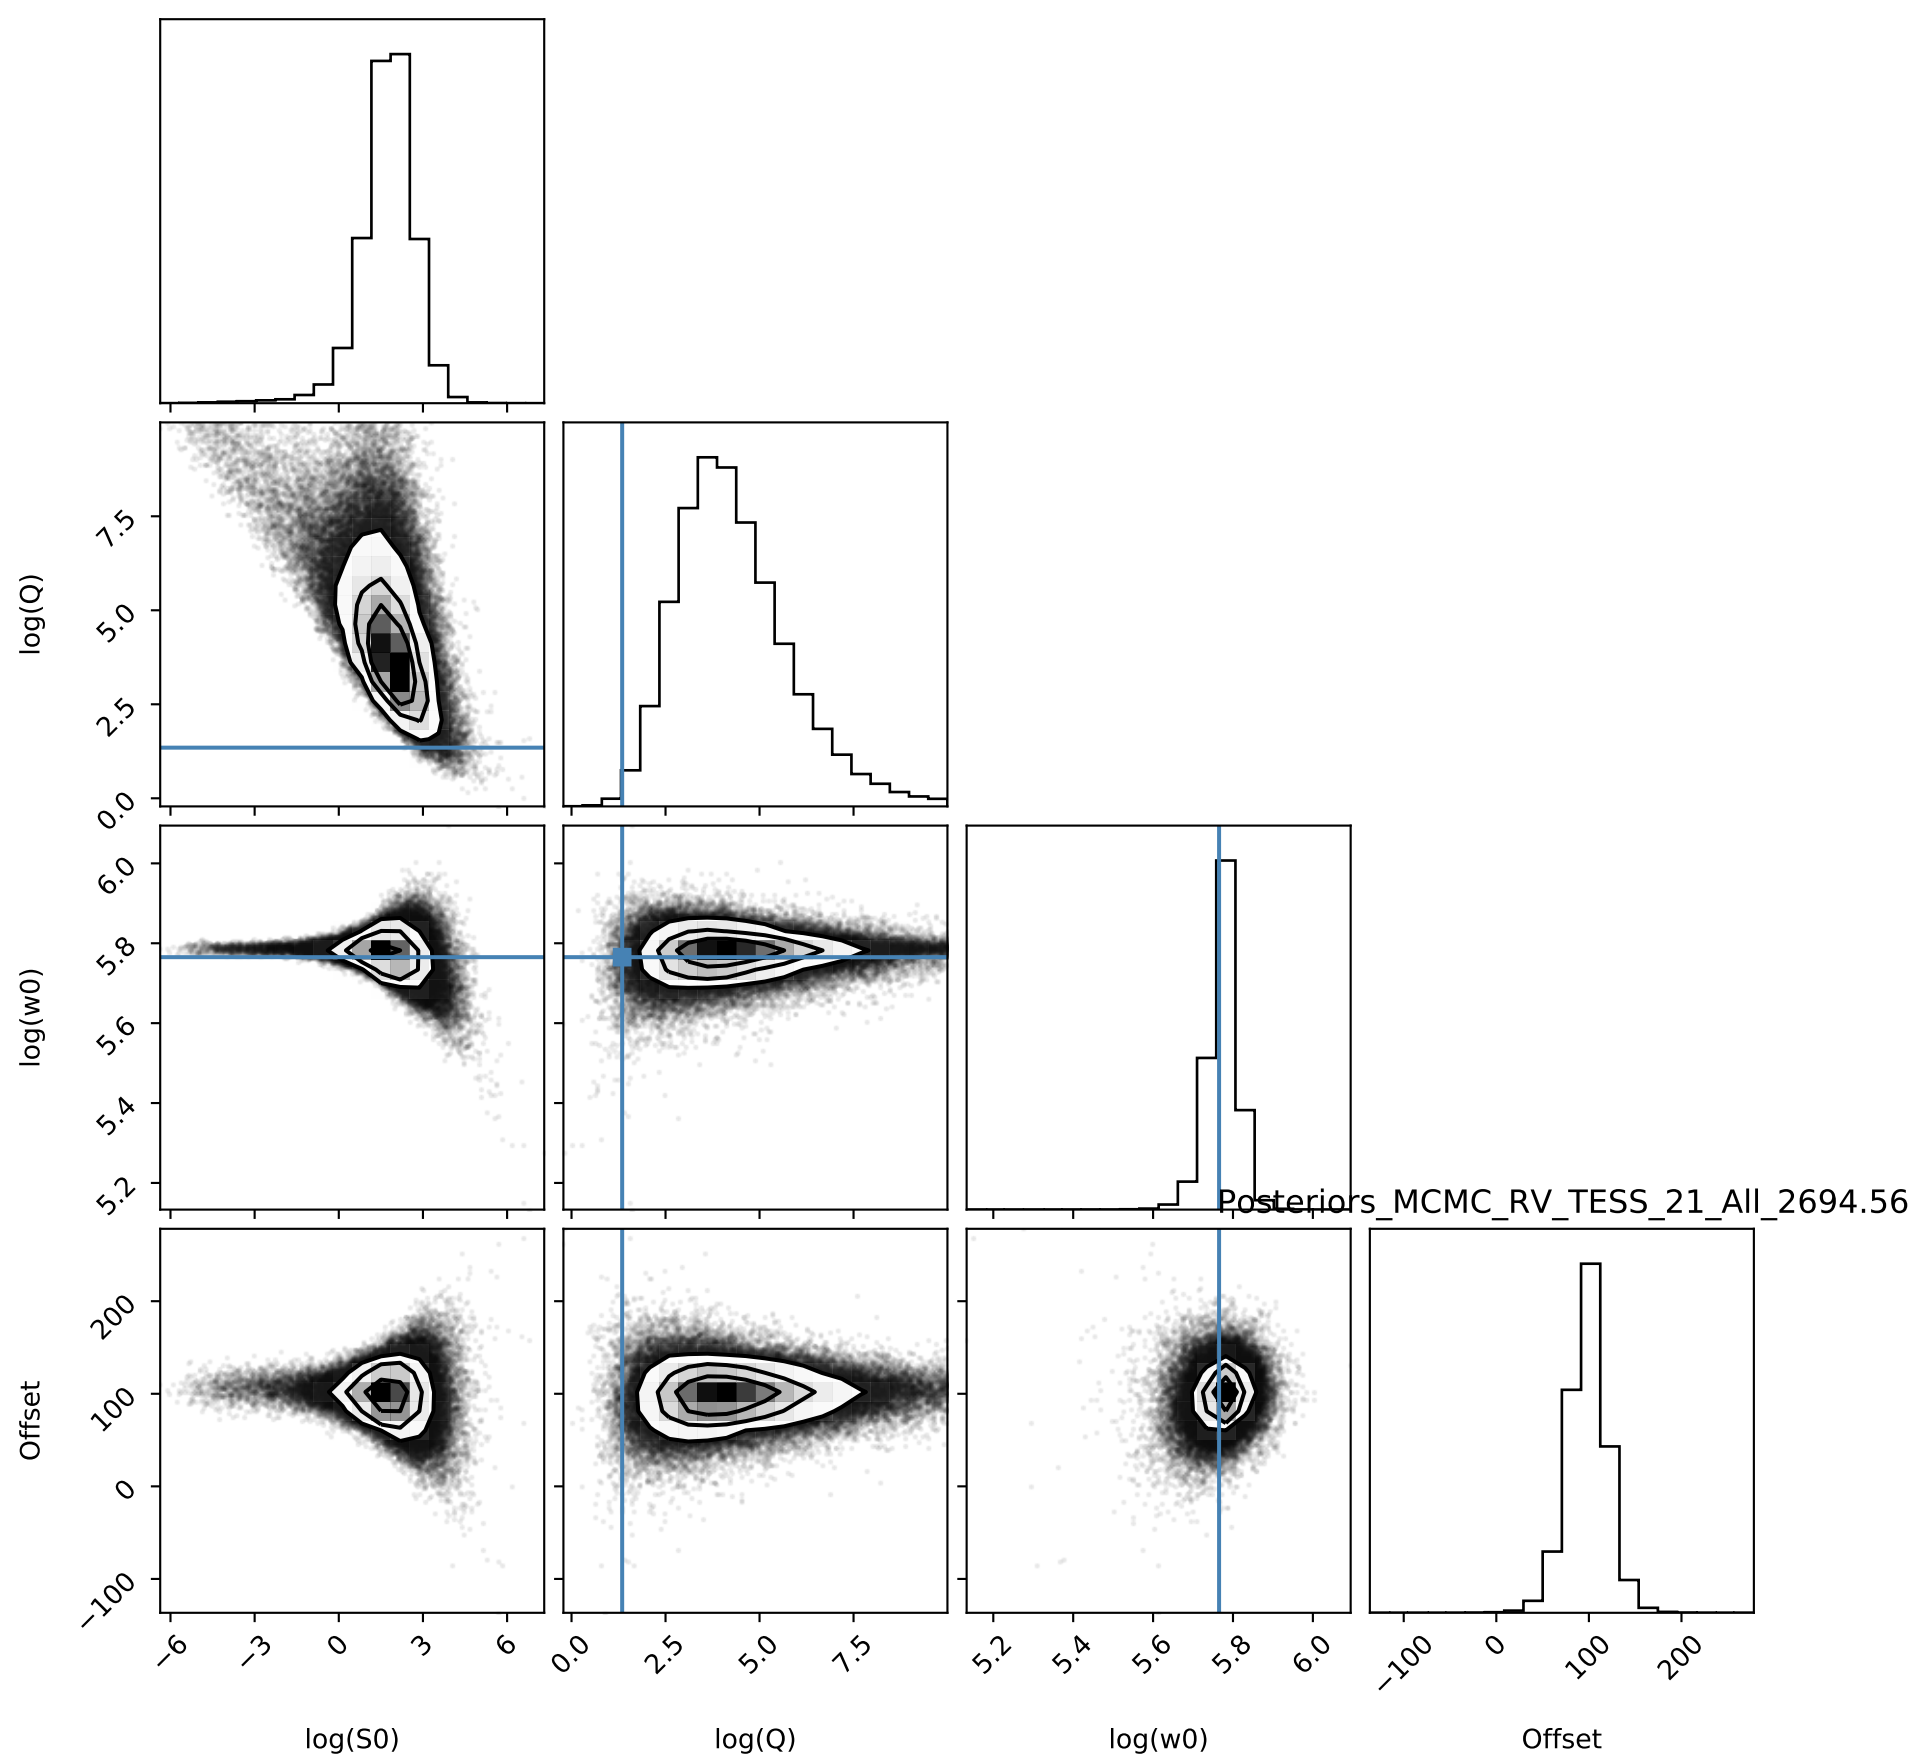 log(Q)
7.5
5.0
2.5
0.0
log(w0)
6.0
5.8
5.6
5.4
5.2
Posteriors_MCMC_RV_TESS_21_All_2694.56
Offset
200
100
0
−100
−6 −3 0 3 6 0.0 2.5 5.0 7.5 5.2 5.4 5.6 5.8 6.0 −100 0 100 200
log(S0) log(Q) log(w0) Offset